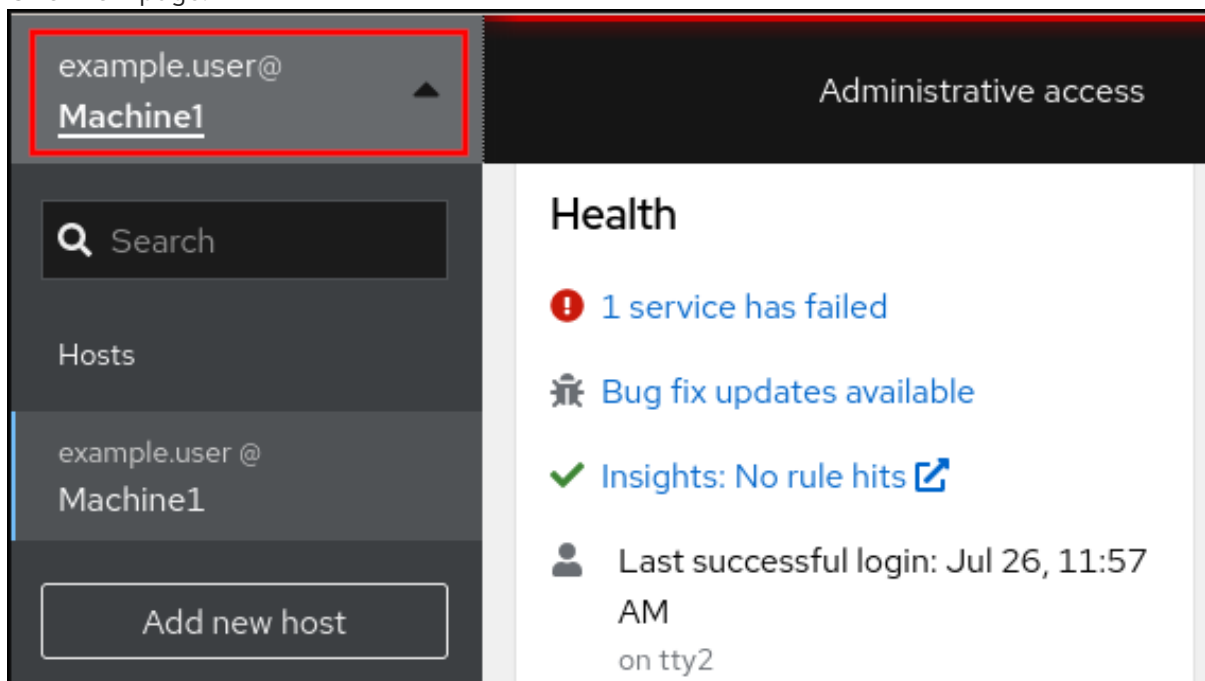 example.user@
Machine1
Administrative access
Search
Hosts
example.user @
Machine1
Add new host
Health
1 service has failed
Bug fix updates available
Insights: No rule hits
Last successful login: Jul 26, 11:57
AM
on tty2